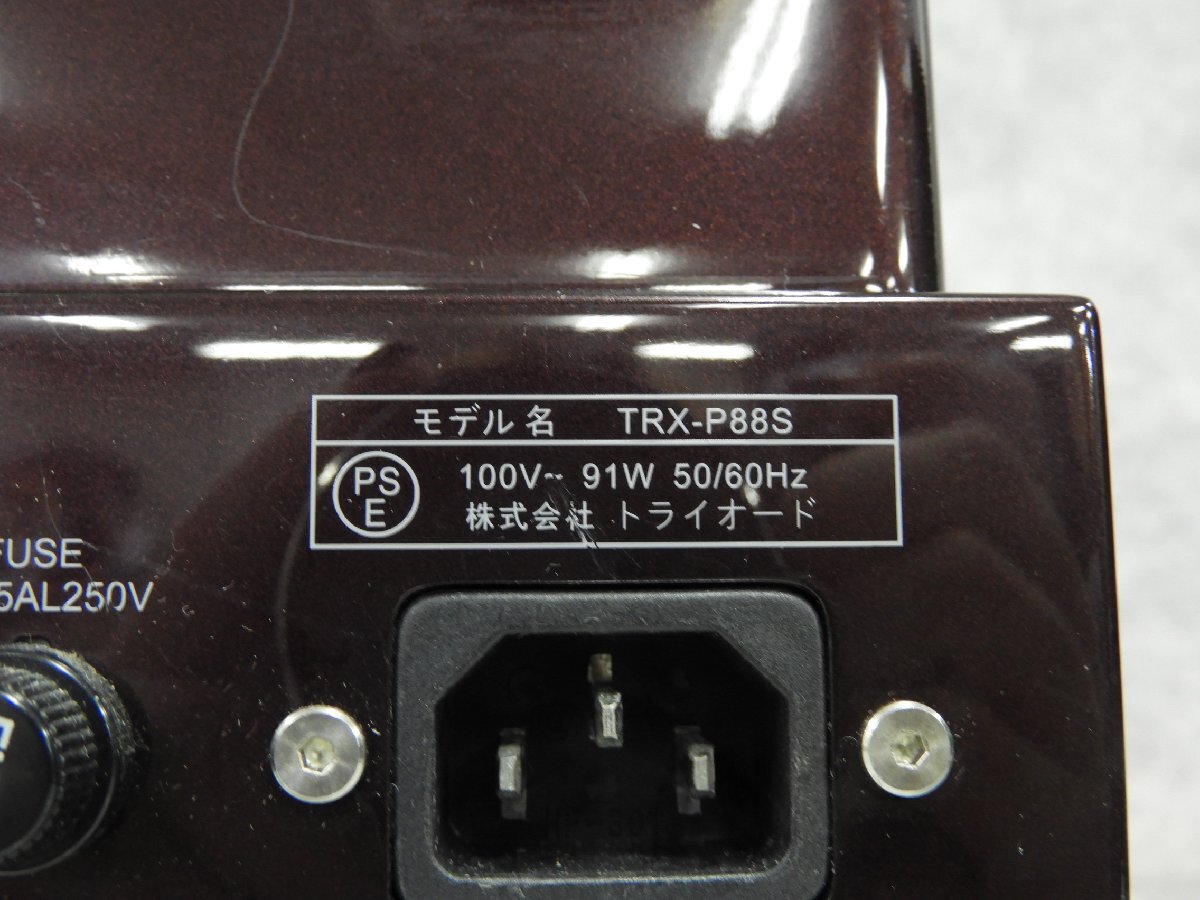 モデル名 TRX-P88S
PS
E
100V~ 91W 50/60Hz
株式会社 トライオード
FUSE
5AL250V